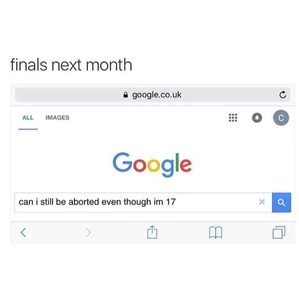 finals next month
google.co.uk
ALL IMAGES
C
Google
can i still be aborted even though im 17